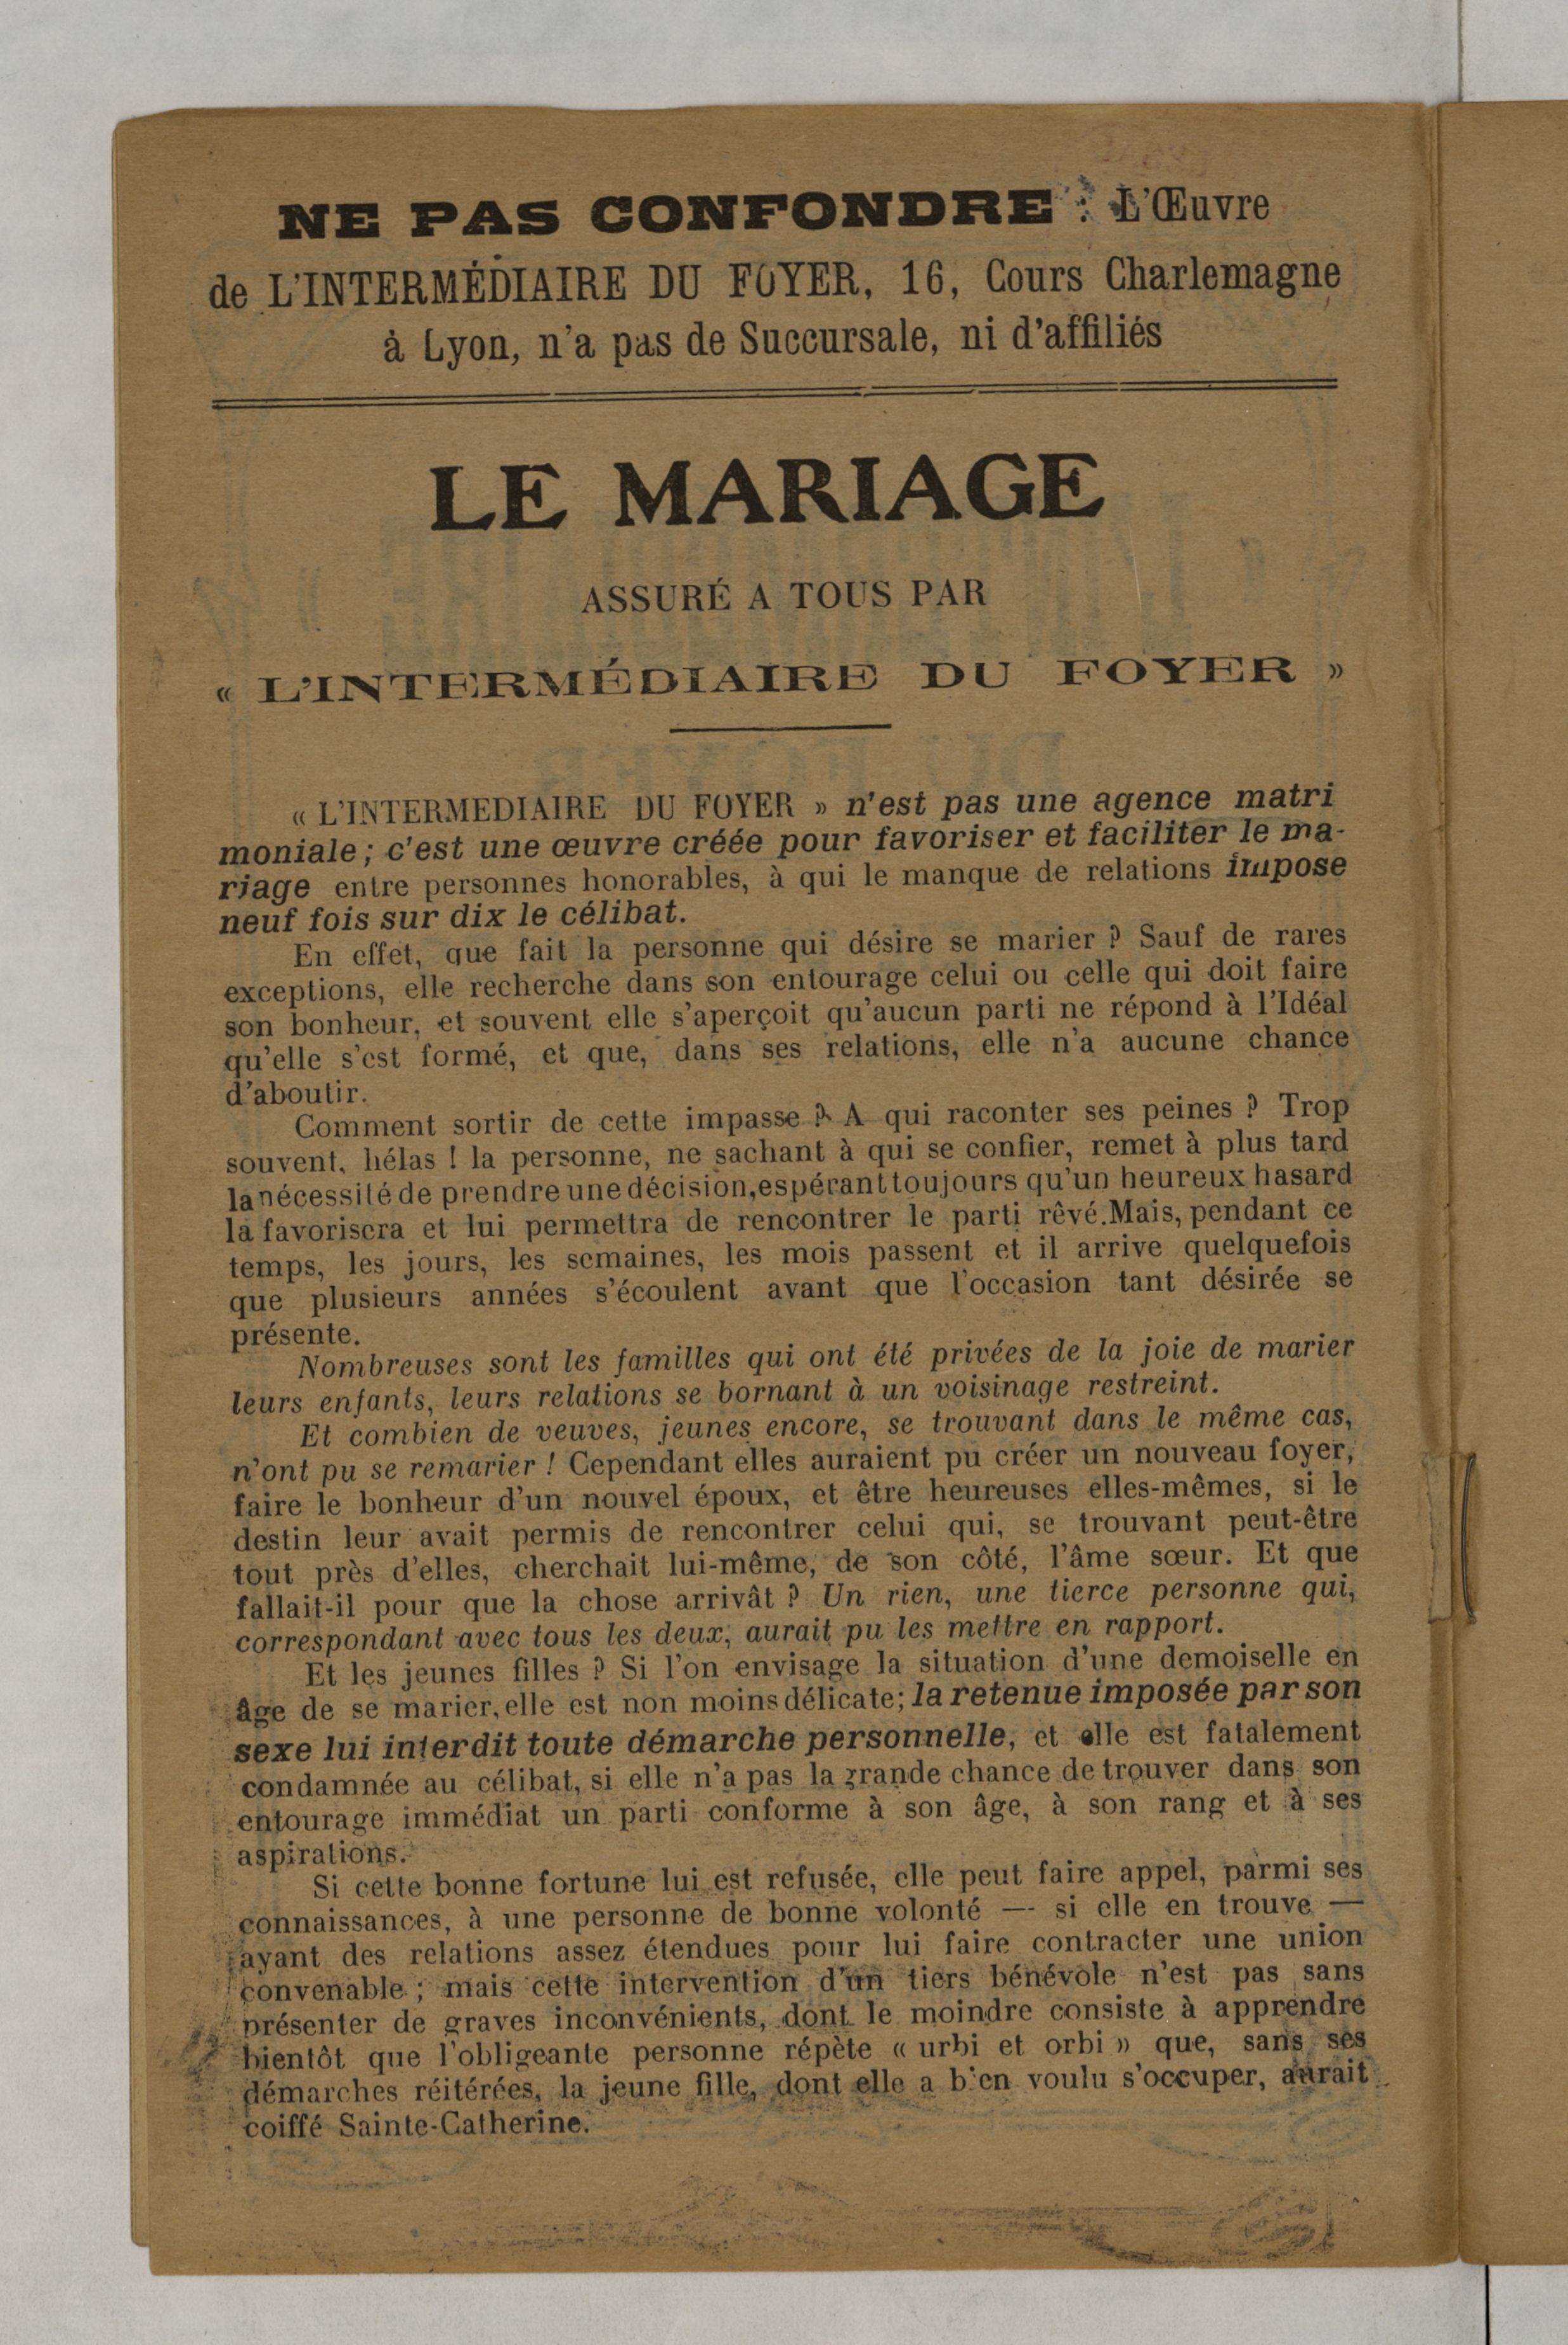 NE PAS CONFONDRE : L'Œuvre
de L'INTERMÉDIAIRE DU FOYER, 16, Cours Charlemagne
à Lyon, n'a pas de Succursale, ni d'affiliés
LE MARIAGE
ASSURÉ A TOUS PAR
« L'INTERMÉDIAIRE DU FOYER »
« L'INTERMEDIAIRE DU FOYER » n'est pas une agence matri
moniale ; c'est une œuvre créée pour favoriser et faciliter le ma-
riage entre personnes honorables, à qui le manque de relations impose
neuf fois sur dix le célibat.
En effet, que fait la personne qui désire se marier ? Sauf de rares
exceptions, elle recherche dans son entourage celui ou celle qui doit faire
son bonheur, et souvent elle s'aperçoit qu'aucun parti ne répond à l'Idéal
qu'elle s'est formé, et que, dans ses relations, elle n'a aucune chance
d'aboutir.
Comment sortir de cette impasse ? A qui raconter ses peines ? Trop
souvent, hélas ! la personne, ne sachant à qui se confier, remet à plus tard
la nécessité de prendre une décision, espérant toujours qu'un heureux hasard
la favorisera et lui permettra de rencontrer le parti rêvé. Mais, pendant ce
temps, les jours, les semaines, les mois passent et il arrive quelquefois
que plusieurs années s'écoulent avant que l'occasion tant désirée se
présente.
Nombreuses sont les familles qui ont été privées de la joie de marier
leurs enfants, leurs relations se bornant à un voisinage restreint.
Et combien de veuves, jeunes encore, se trouvant dans le même cas,
n'ont pu se remarier ! Cependant elles auraient pu créer un nouveau foyer,
faire le bonheur d'un nouvel époux, et être heureuses elles-mêmes, si le
destin leur avait permis de rencontrer celui qui, se trouvant peut-être
tout près d'elles, cherchait lui-même, de son côté, l'âme sœur. Et que
fallait-il pour que la chose arrivât ? Un rien, une tierce personne qui,
correspondant avec tous les deux, aurait pu les mettre en rapport.
Et les jeunes filles ? Si l'on envisage la situation d'une demoiselle en
âge de se marier, elle est non moins délicate; la retenue imposée par son
sexe lui interdit toute démarche personnelle, et elle est fatalement
condamnée au célibat, si elle n'a pas la grande chance de trouver dans son
entourage immédiat un parti conforme à son âge, à son rang et à ses
aspirations.
Si cette bonne fortune lui est refusée, elle peut faire appel, parmi ses
connaissances, à une personne de bonne volonté — si elle en trouve —
ayant des relations assez étendues pour lui faire contracter une union
convenable ; mais cette intervention d'un tiers bénévole n'est pas sans
présenter de graves inconvénients, dont le moindre consiste à apprendre
bientôt que l'obligeante personne répète « urbi et orbi » que, sans ses
démarches réitérées, la jeune fille, dont elle a bien voulu s'occuper, aurait
coiffé Sainte-Catherine.